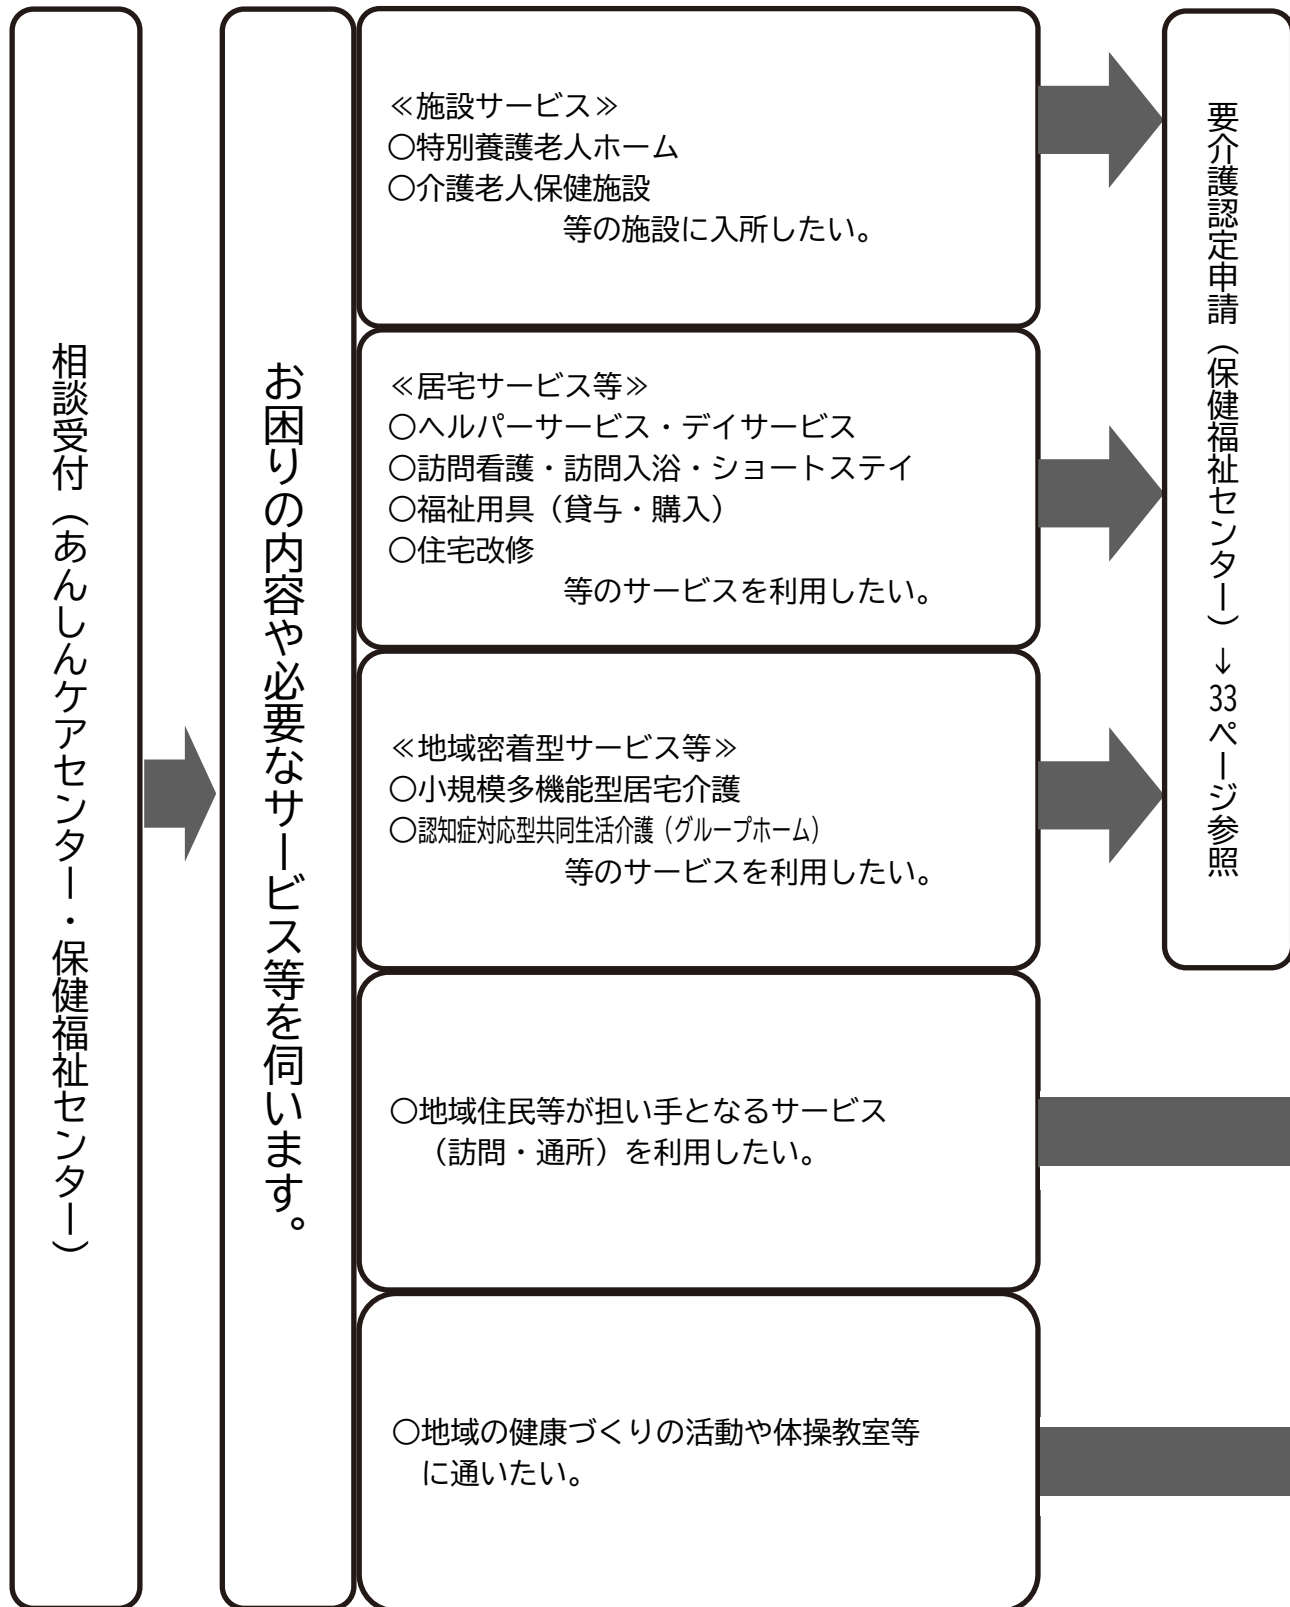 相談受付（あんしんケアセンター・保健福祉センター）
お困りの内容や必要なサービス等を伺います。
≪施設サービス≫
○特別養護老人ホーム
○介護老人保健施設
等の施設に入所したい。
≪居宅サービス等≫
○ヘルパーサービス・デイサービス
○訪問看護・訪問入浴・ショートステイ
○福祉用具（貸与・購入）
○住宅改修
等のサービスを利用したい。
≪地域密着型サービス等≫
○小規模多機能型居宅介護
○認知症対応型共同生活介護（グループホーム）
等のサービスを利用したい。
○地域住民等が担い手となるサービス
（訪問・通所）を利用したい。
○地域の健康づくりの活動や体操教室等
に通いたい。
要介護認定申請（保健福祉センター）→33ページ参照